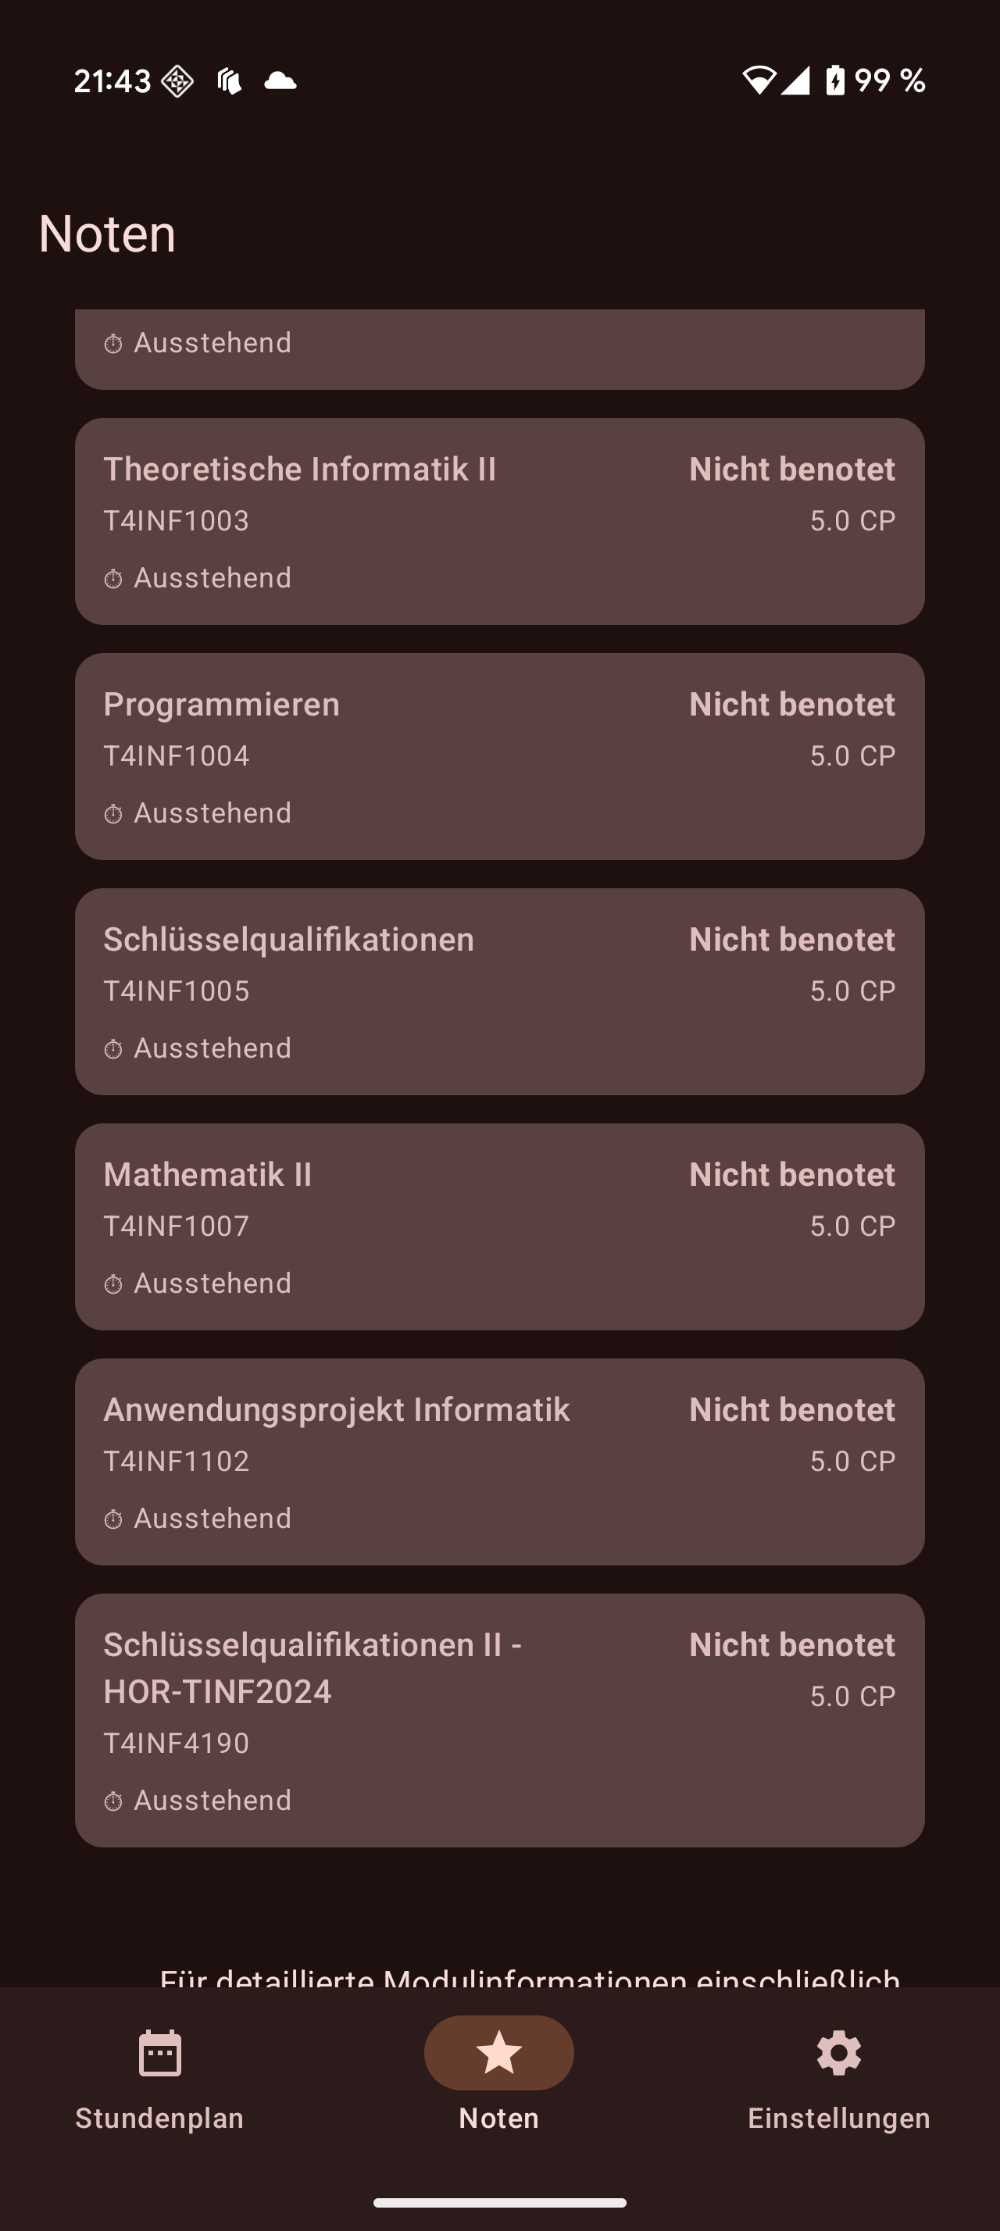 21:43
99 %
Noten
Ausstehend
Theoretische Informatik II
Nicht benotet
T4INF1003
5.0 CP
Ausstehend
Programmieren
Nicht benotet
T4INF1004
5.0 CP
Ausstehend
Schlüsselqualifikationen
Nicht benotet
T4INF1005
5.0 CP
Ausstehend
Mathematik II
Nicht benotet
T4INF1007
5.0 CP
Ausstehend
Anwendungsprojekt Informatik
Nicht benotet
T4INF1102
5.0 CP
Ausstehend
Schlüsselqualifikationen II -
HOR-TINF2024
Nicht benotet
5.0 CP
T4INF4190
Ausstehend
Für detaillierte Modulinformationen einschließlich
Stundenplan
Noten
Einstellungen